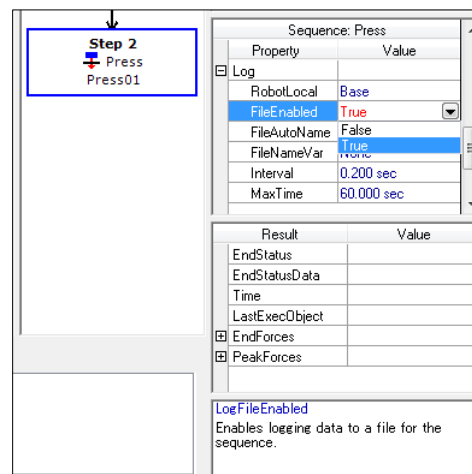 Step 2
Press
Press01
Sequence: Press
Property Value
Log
RobotLocal Base
FileEnabled True
FileAutoName False
True
FileNameVar None
Interval 0.200 sec
MaxTime 60.000 sec
Result Value
EndStatus
EndStatusData
Time
LastExecObject
EndForces
PeakForces
LogFileEnabled
Enables logging data to a file for the
sequence.